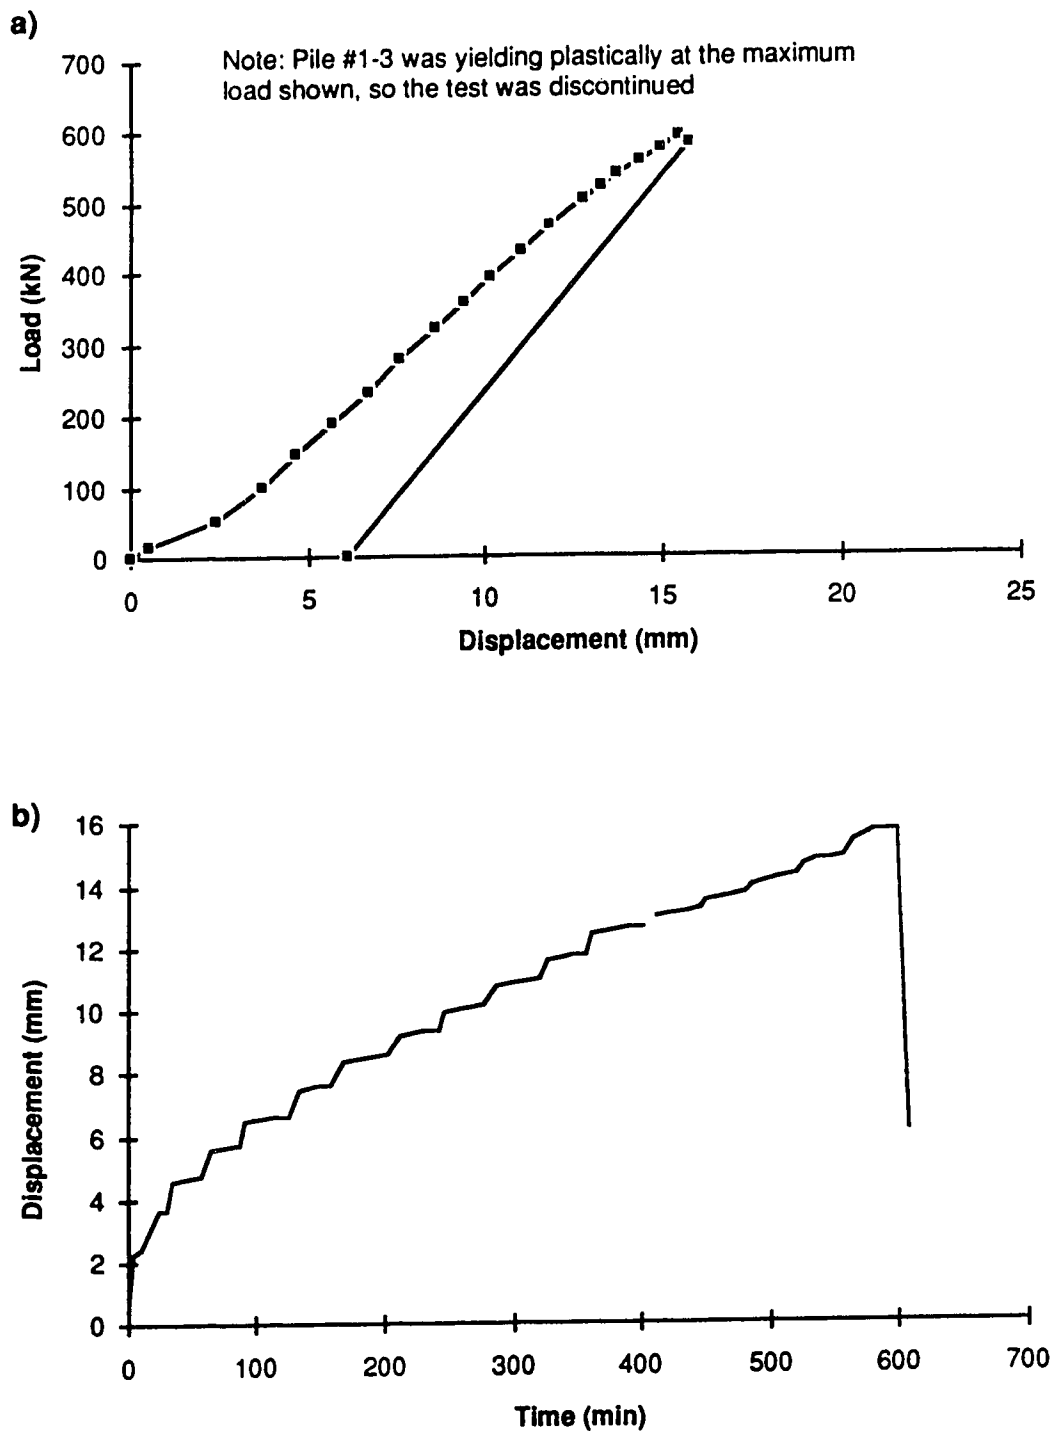 a)
Note: Pile #1-3 was yielding plastically at the maximum
load shown, so the test was discontinued
700
600
500
400
300
200
100
0
Load (kN)
0 5 10 15 20 25
Displacement (mm)
b)
16
14
12
10
8
6
4
2
0
Displacement (mm)
0 100 200 300 400 500 600 700
Time (min)